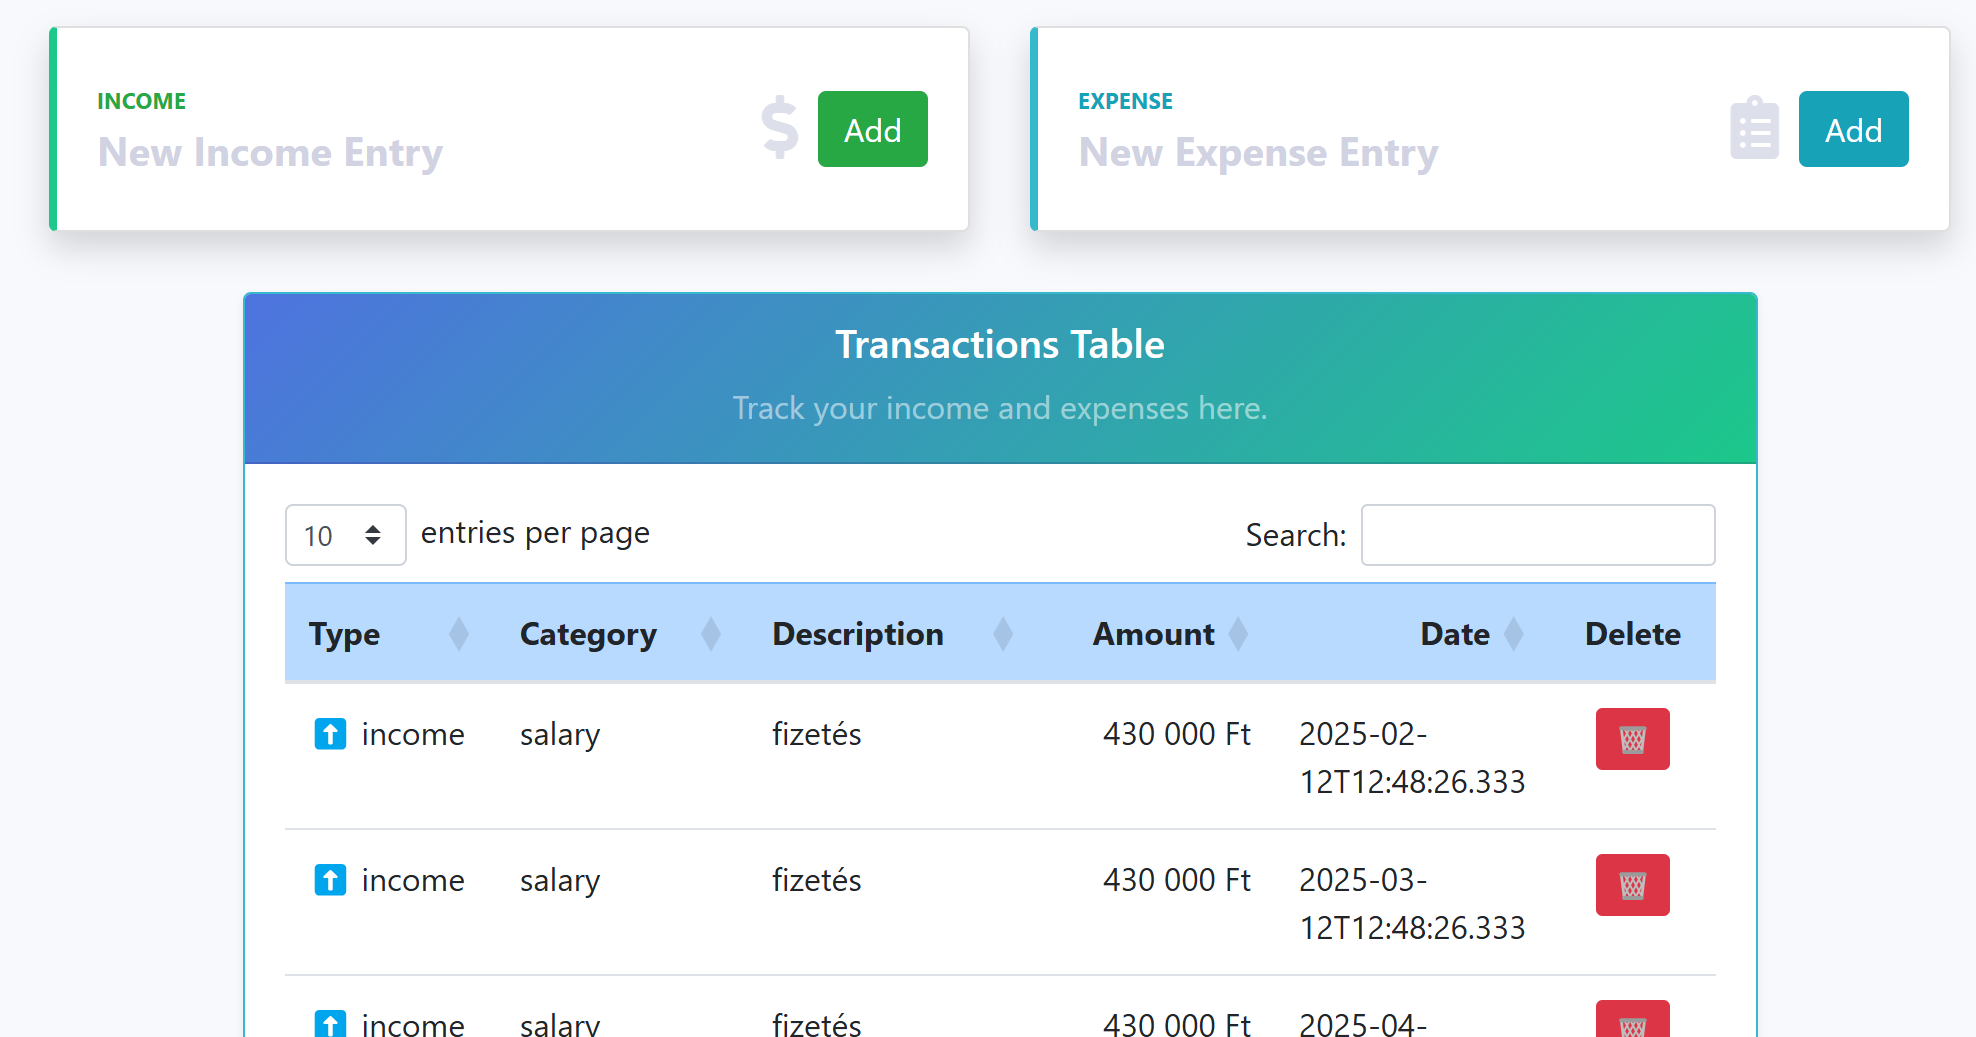 INCOME
New Income Entry
Add
EXPENSE
New Expense Entry
Add
Transactions Table
Track your income and expenses here.
10 entries per page
Search:
Type Category Description Amount Date Delete
income salary fizetés 430 000 Ft 2025-02-
12T12:48:26.333
income salary fizetés 430 000 Ft 2025-03-
12T12:48:26.333
income salary fizetés 430 000 Ft 2025-04-